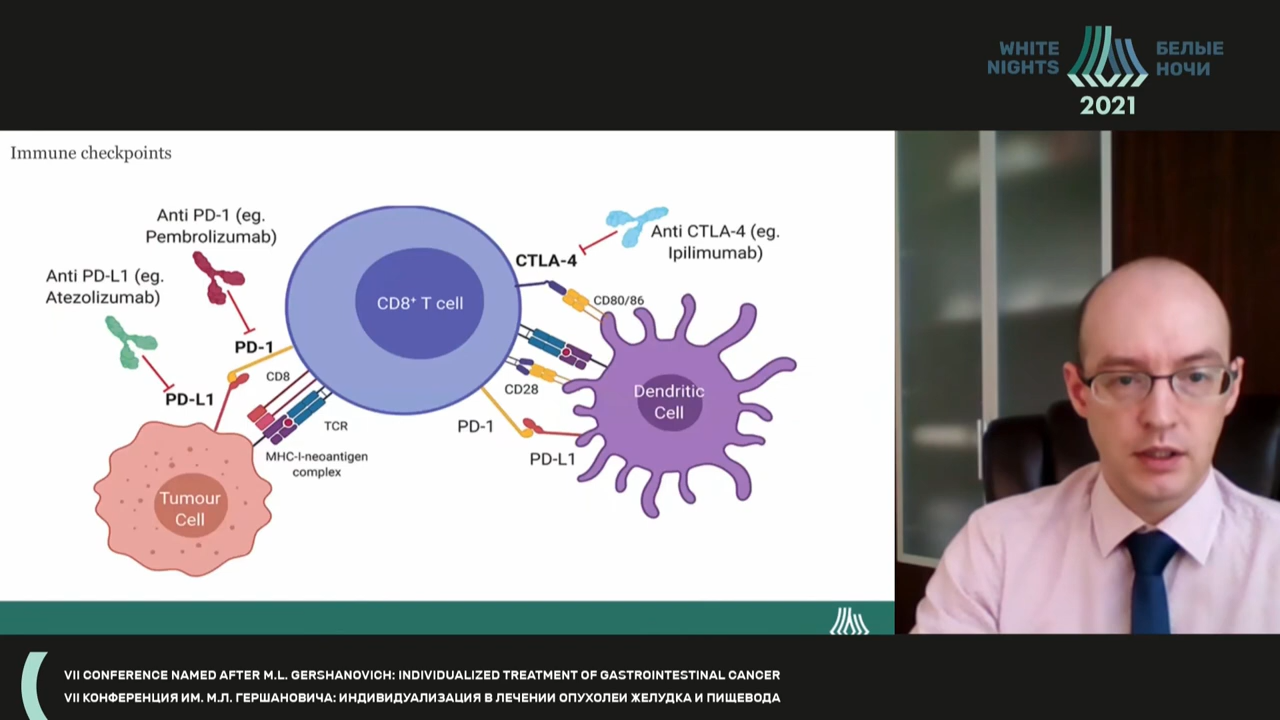 WHITE
NIGHTS
БЕЛЫЕ
НОЧИ
2021
Immune checkpoints
Anti PD-1 (eg.
Pembrolizumab)
Anti PD-L1 (eg.
Atezolizumab)
PD-1
PD-L1
CD8
TCR
MHC-I-neoantigen
complex
Tumour
Cell
CD8⁺ T cell
CTLA-4
Anti CTLA-4 (eg.
Ipilimumab)
CD80/86
CD28
PD-1
PD-L1
Dendritic
Cell
VII CONFERENCE NAMED AFTER M.L. GERSHANOVICH: INDIVIDUALIZED TREATMENT OF GASTROINTESTINAL CANCER
VII КОНФЕРЕНЦИЯ ИМ. М.Л. ГЕРШАНОВИЧА: ИНДИВИДУАЛИЗАЦИЯ В ЛЕЧЕНИИ ОПУХОЛЕИ ЖЕЛУДКА И ПИЩЕВОДА